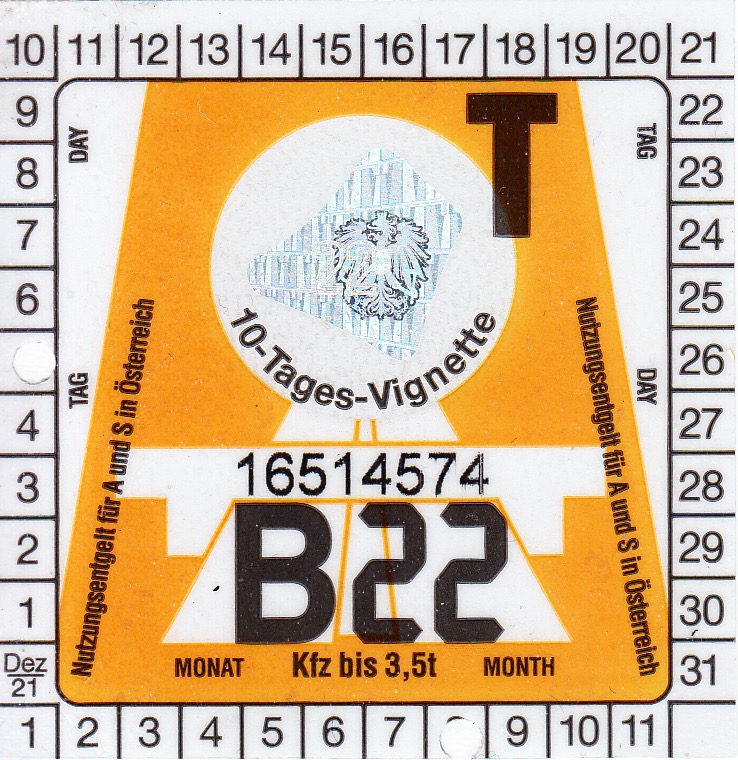 10 11 12 13 14 15 16 17 18 19 20 21
9
8
7
6
4
3
2
1
Dez
21
DAY
TAG
TAG
DAY
22
23
24
25
26
27
28
29
30
31
T
10-Tages-Vignette
Nutzungsentgelt für A und S in Österreich
Nutzungsentgelt für A und S in Österreich
16514574
B22
MONAT Kfz bis 3,5t MONTH
1 2 3 4 5 6 7 9 10 11